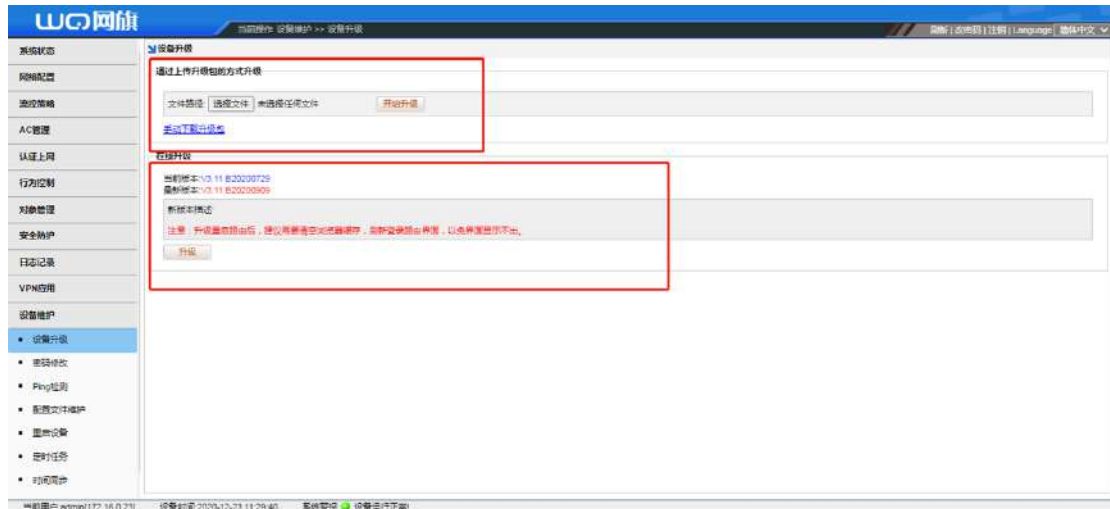 WQ网旗
当前操作: 设备维护 >> 设备升级
刷新 | 改密码 | 注销 | Language 简体中文
系统状态
网络配置
流控策略
AC管理
认证上网
行为控制
对象管理
安全防护
日志记录
VPN应用
设备维护
设备升级
密码修改
Ping检测
配置文件维护
重启设备
定时任务
时间同步
设备升级
通过上传升级包的方式升级
文件路径: 选择文件 未选择任何文件 开始升级
手动下载升级包
在线升级
当前版本:V3.11 B20200729
最新版本:V3.11 B20200909
新版本描述:
注意:升级重启路由后,建议需要清空浏览器缓存,刷新登录路由界面,以免界面显示不出。
升级
当前用户:admin[172.16.0.23] 设备时间:2020-12-23 11:29:40 系统警报 设备运行正常!